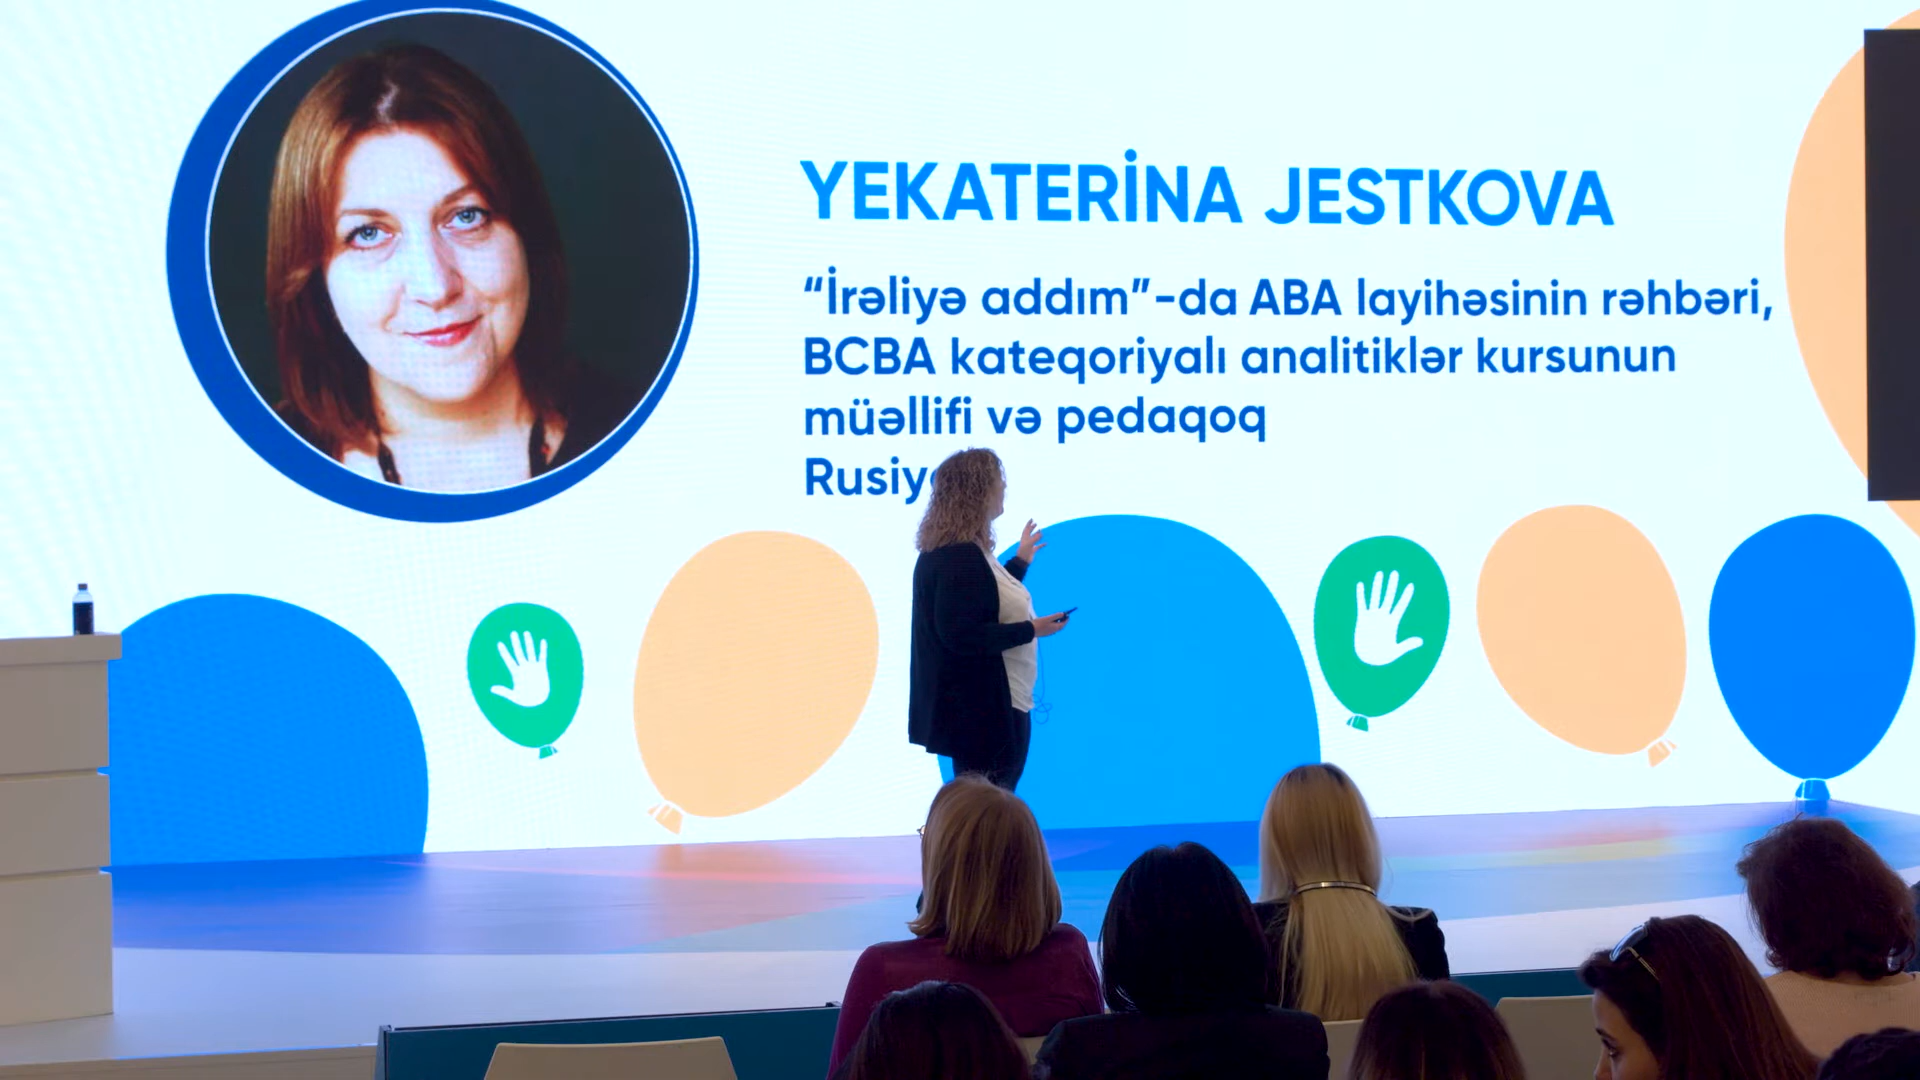 YEKATERİNA JESTKOVA
“İrəliyə addım”-da ABA layihəsinin rəhbəri,
BCBA kateqoriyalı analitiklər kursunun
müəllifi və pedaqoq